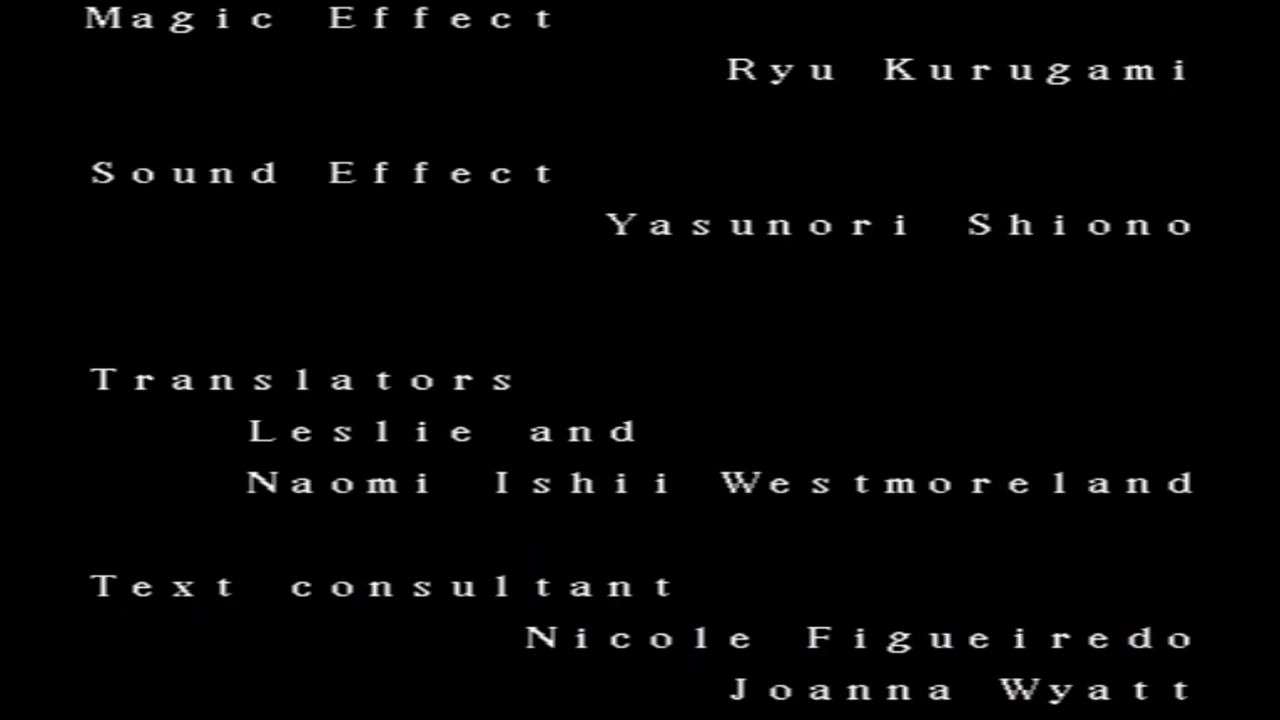 Magic Effect
Ryu Kurugami
Sound Effect
Yasunori Shiono
Translators
Leslie and
Naomi Ishii Westmoreland
Text consultant
Nicole Figueiredo
Joanna Wyatt